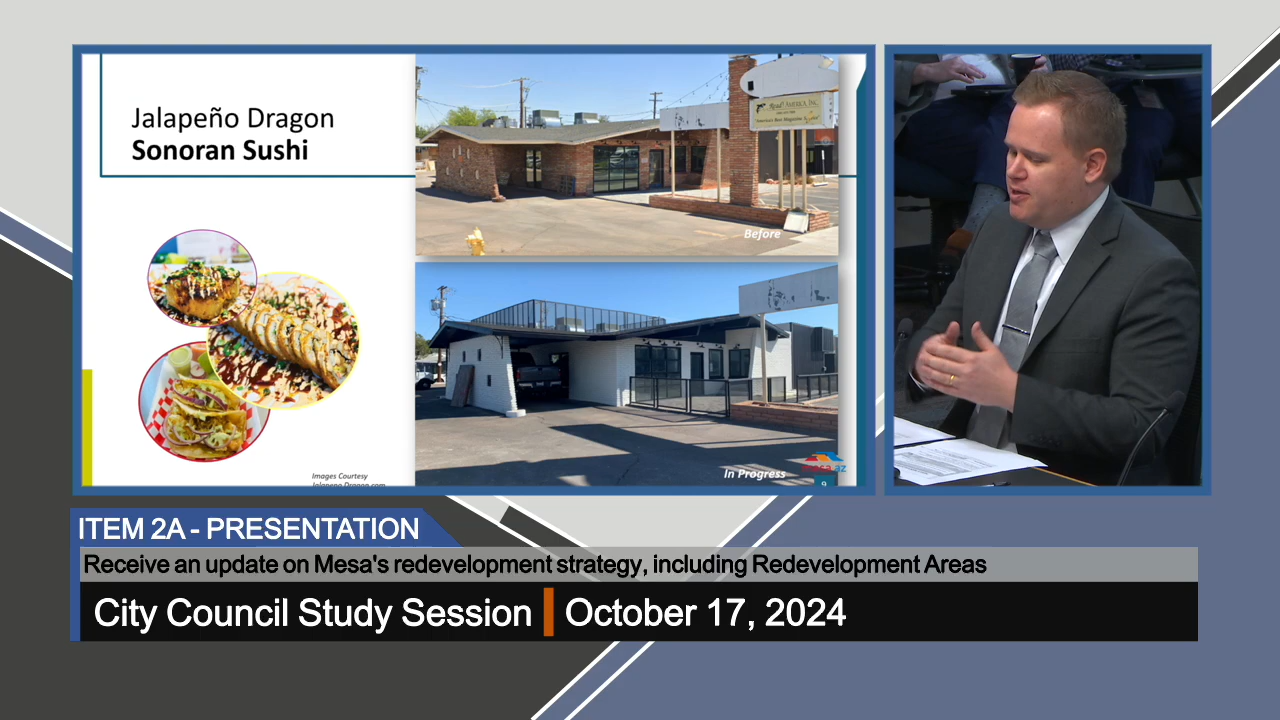 Jalapeño Dragon
Sonoran Sushi
Before
In Progress
Images Courtesy
9
ITEM 2A - PRESENTATION
Receive an update on Mesa's redevelopment strategy, including Redevelopment Areas
City Council Study Session
October 17, 2024